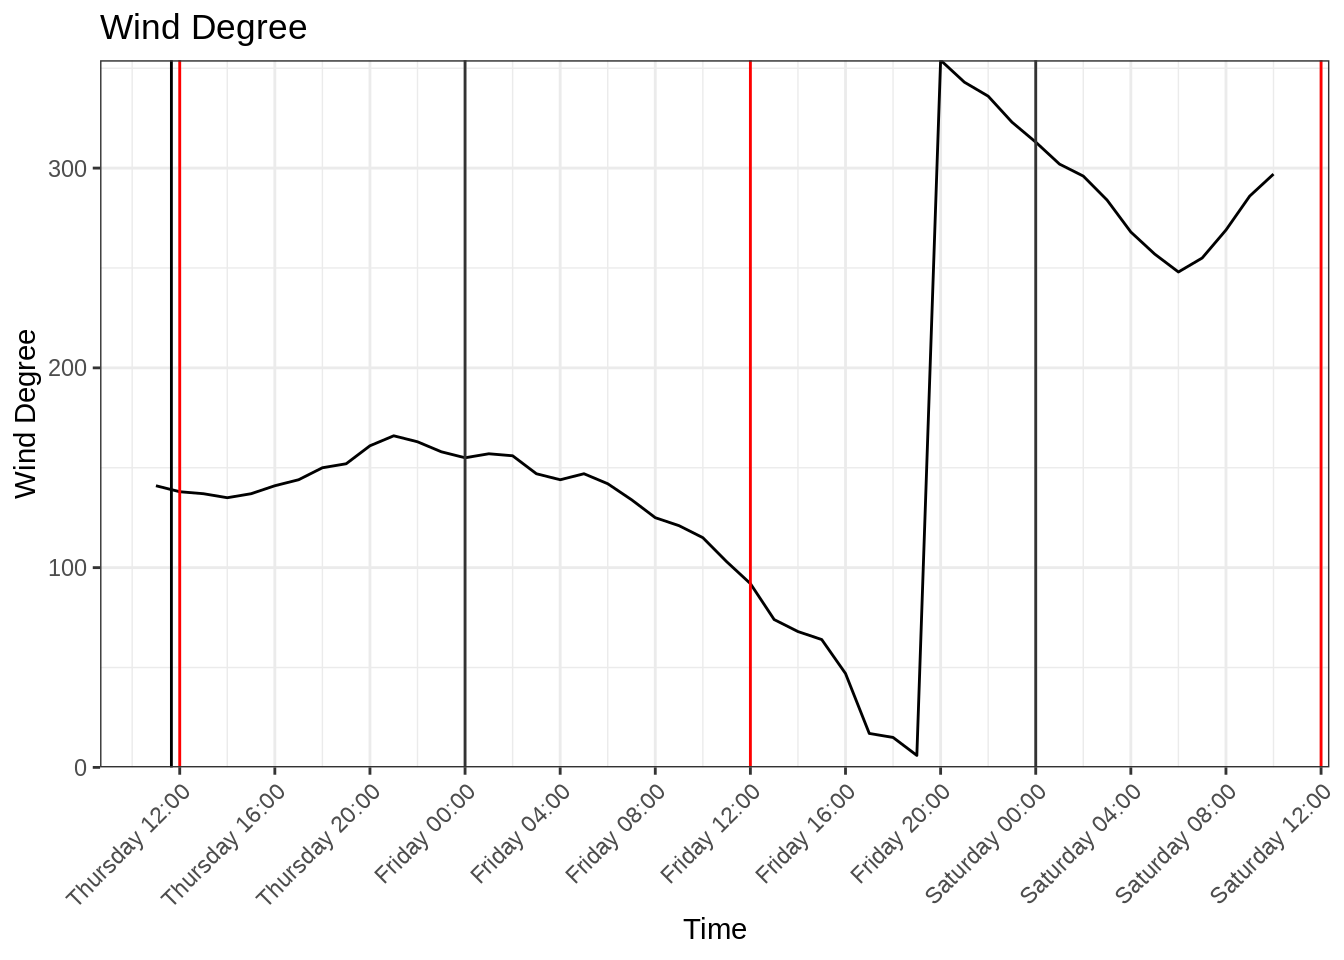 Wind Degree
Wind Degree
300
200
100
0
Thursday 12:00
Thursday 16:00
Thursday 20:00
Friday 00:00
Friday 04:00
Friday 08:00
Friday 12:00
Friday 16:00
Friday 20:00
Saturday 00:00
Saturday 04:00
Saturday 08:00
Saturday 12:00
Time